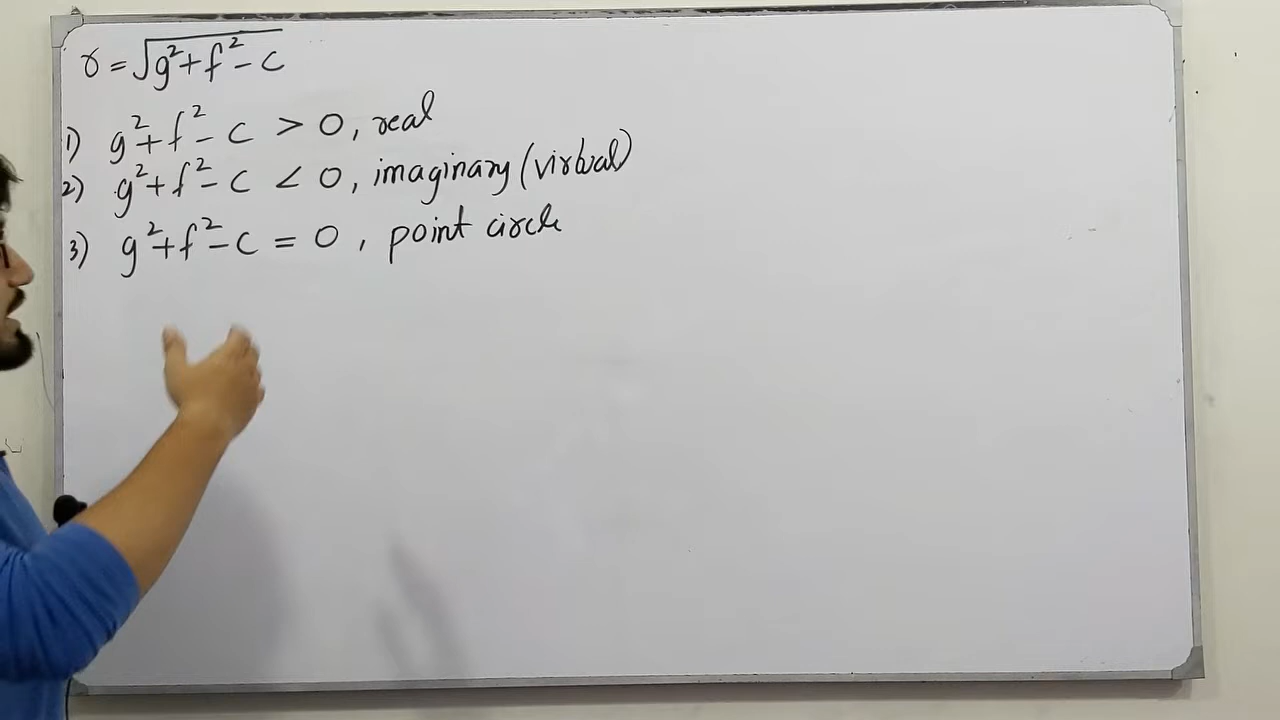 r = √g²+f²-c
1) g²+f²-c > 0, real
2) g²+f²-c < 0, imaginary (virtual)
3) g²+f²-c = 0, point circle